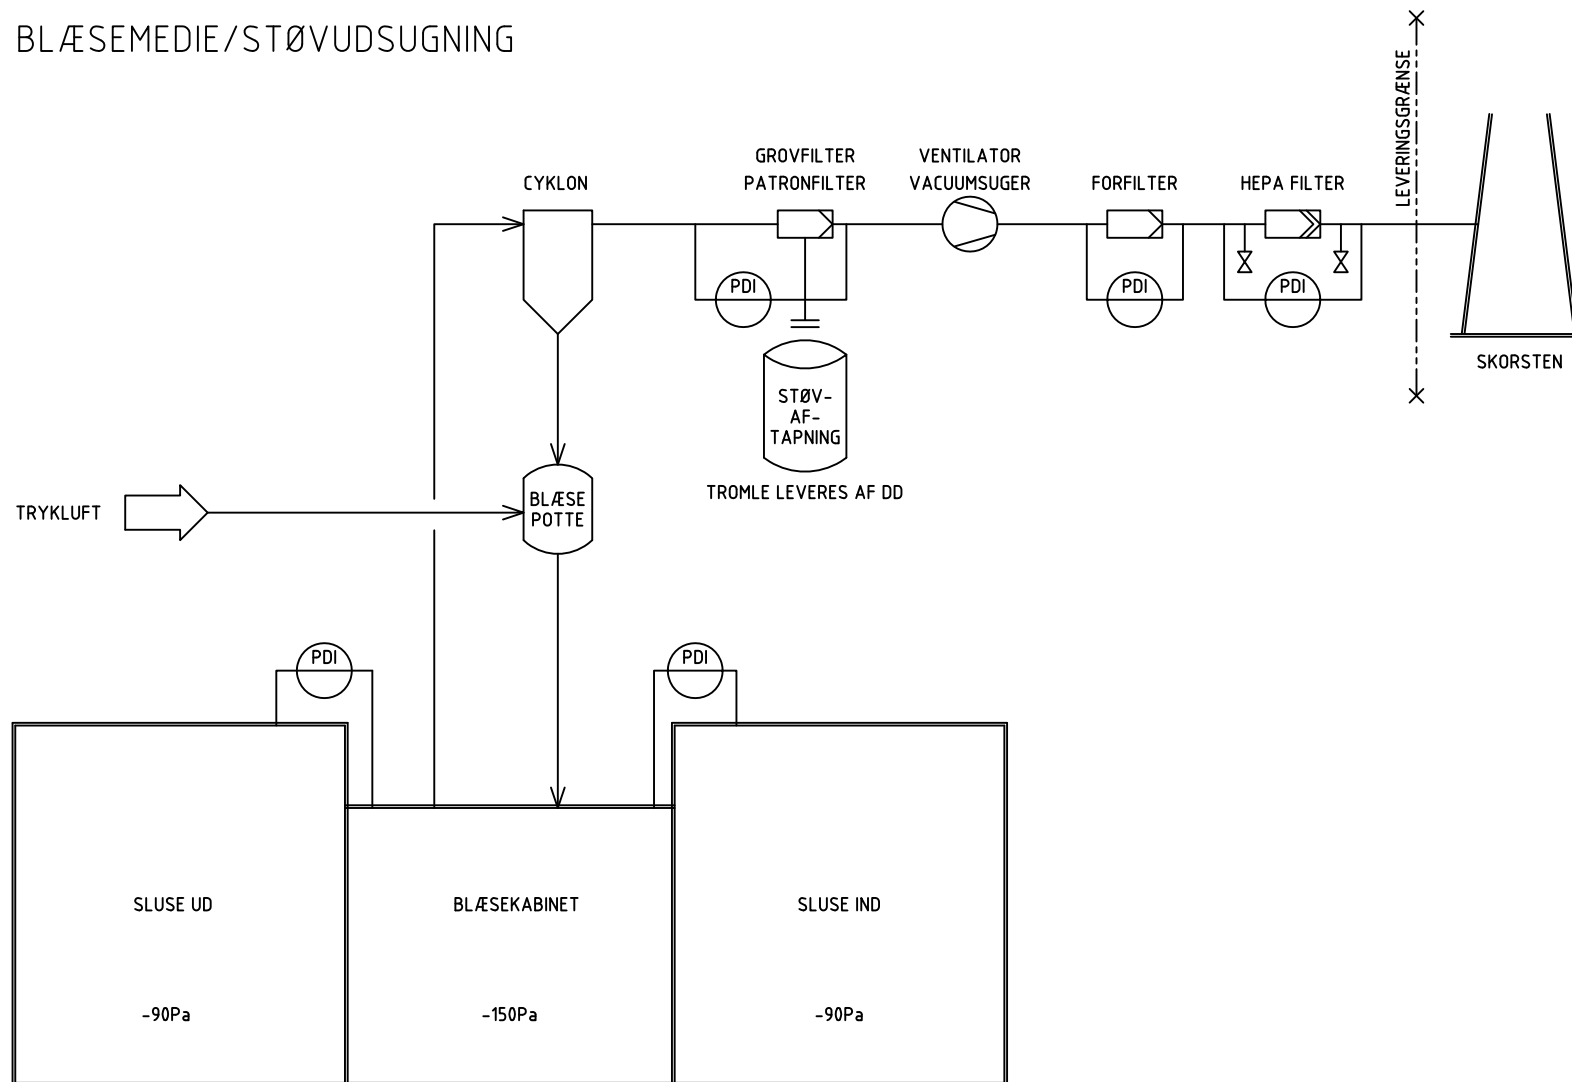 BLÆSEMEDIE/STØVUDSUGNING
LEVERINGSGRÆNSE
GROVFILTER
PATRONFILTER
VENTILATOR
VACUUMSUGER
CYKLON
FORFILTER
HEPA FILTER
PDI
PDI
PDI
SKORSTEN
STØV-
AF-
TAPNING
TROMLE LEVERES AF DD
TRYKLUFT
BLÆSE
POTTE
PDI
PDI
SLUSE UD
BLÆSEKABINET
SLUSE IND
-90Pa
-150Pa
-90Pa